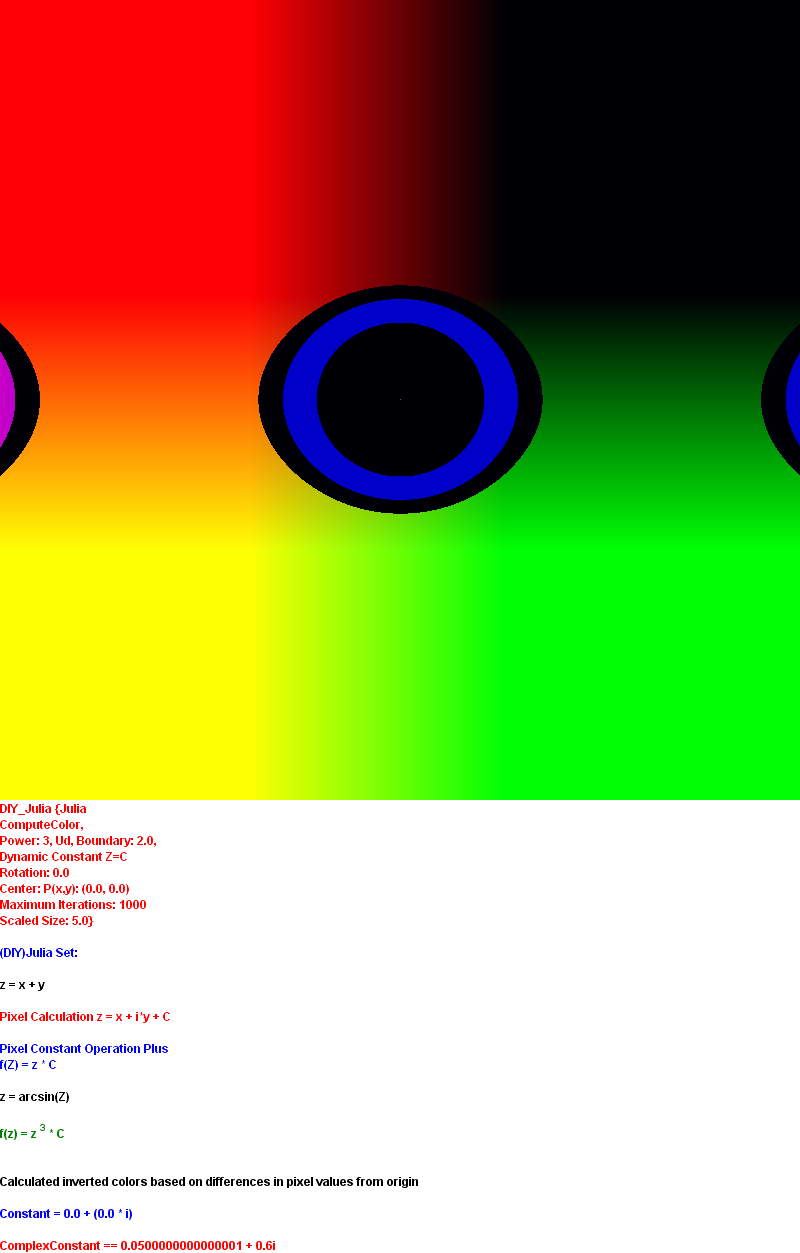 DIY_Julia {Julia
ComputeColor,
Power: 3, Ud, Boundary: 2.0,
Dynamic Constant Z=C
Rotation: 0.0
Center: P(x,y): (0.0, 0.0)
Maximum Iterations: 1000
Scaled Size: 5.0}
(DIY)Julia Set:
z = x + y
Pixel Calculation z = x + i*y + C
Pixel Constant Operation Plus
f(Z) = z * C
z = arcsin(Z)
f(z) = z ³ * C
Calculated inverted colors based on differences in pixel values from origin
Constant = 0.0 + (0.0 * i)
ComplexConstant == 0.0500000000000001 + 0.6i